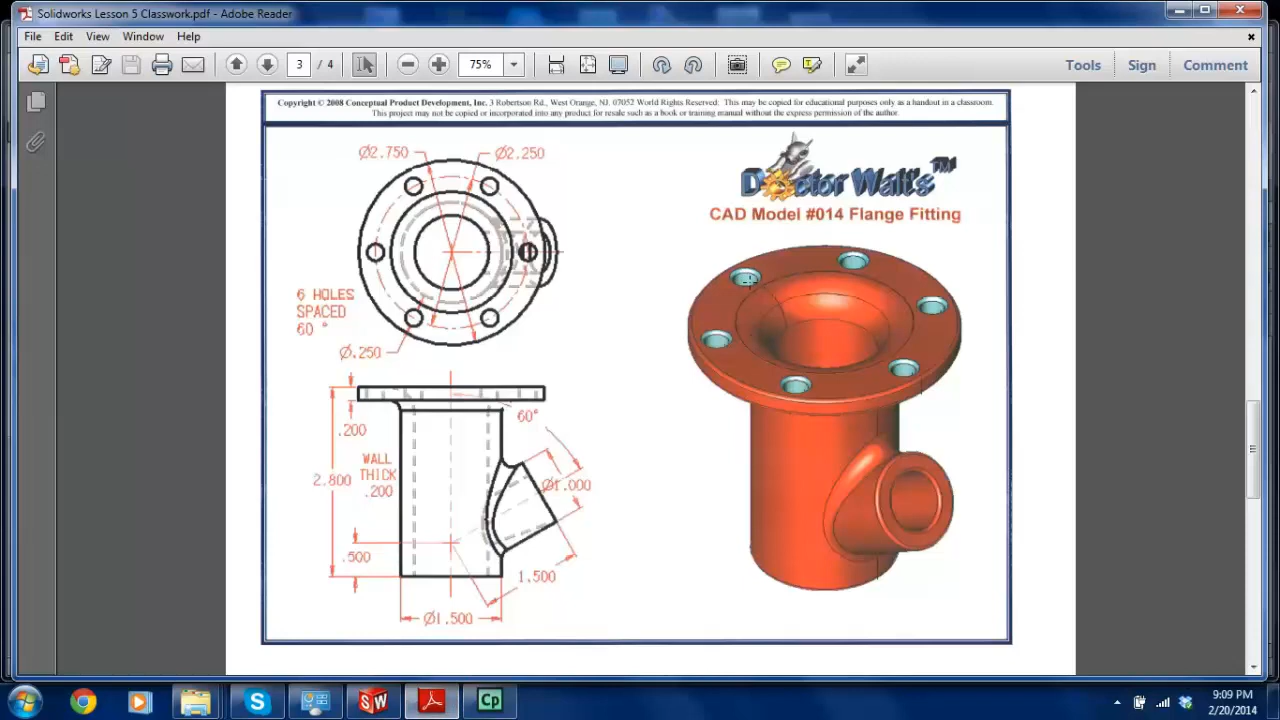 Solidworks Lesson 5 Classwork.pdf - Adobe Reader
File Edit View Window Help
3 / 4 75% Tools Sign Comment
Copyright © 2008 Conceptual Product Development, Inc. 3 Robertson Rd., West Orange, NJ. 07052 World Rights Reserved: This may be copied for educational purposes only as a handout in a classroom.
This project may not be copied or incorporated into any product for resale such as a book or training manual without the express permission of the author.
Ø2.750 Ø2.250
Doctor Walt's™
CAD Model #014 Flange Fitting
6 HOLES
SPACED
60 °
Ø.250
60°
.200
WALL
THICK
.200
2.800
Ø1.000
.500
1.500
Ø1.500
9:09 PM
2/20/2014